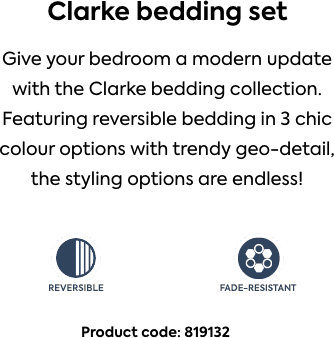 Clarke bedding set
Give your bedroom a modern update
with the Clarke bedding collection.
Featuring reversible bedding in 3 chic
colour options with trendy geo-detail,
the styling options are endless!
REVERSIBLE FADE-RESISTANT
Product code: 819132